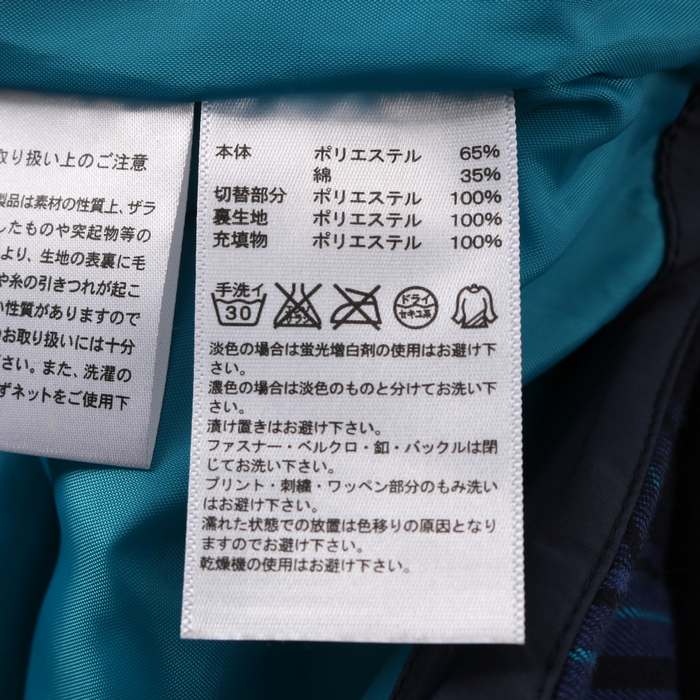 取り扱い上のご注意
製品は素材の性質上、ザラ
したものや突起物等の
より、生地の表裏に毛
や糸の引きつれが起こ
い性質がありますので
お取り扱いには十分
さい。また、洗濯の
ずネットをご使用下
本体 ポリエステル 65%
綿 35%
切替部分 ポリエステル 100%
裏生地 ポリエステル 100%
充填物 ポリエステル 100%
手洗イ
30
エンソ
サラシ
ドライ
セキユ系
淡色の場合は蛍光増白剤の使用はお避け下
さい。
濃色の場合は淡色のものと分けてお洗い下
さい。
漬け置きはお避け下さい。
ファスナー・ベルクロ・釦・バックルは閉
じてお洗い下さい。
プリント・刺繍・ワッペン部分のもみ洗い
はお避け下さい。
濡れた状態での放置は色移りの原因となり
ますのでお避け下さい。
乾燥機の使用はお避け下さい。